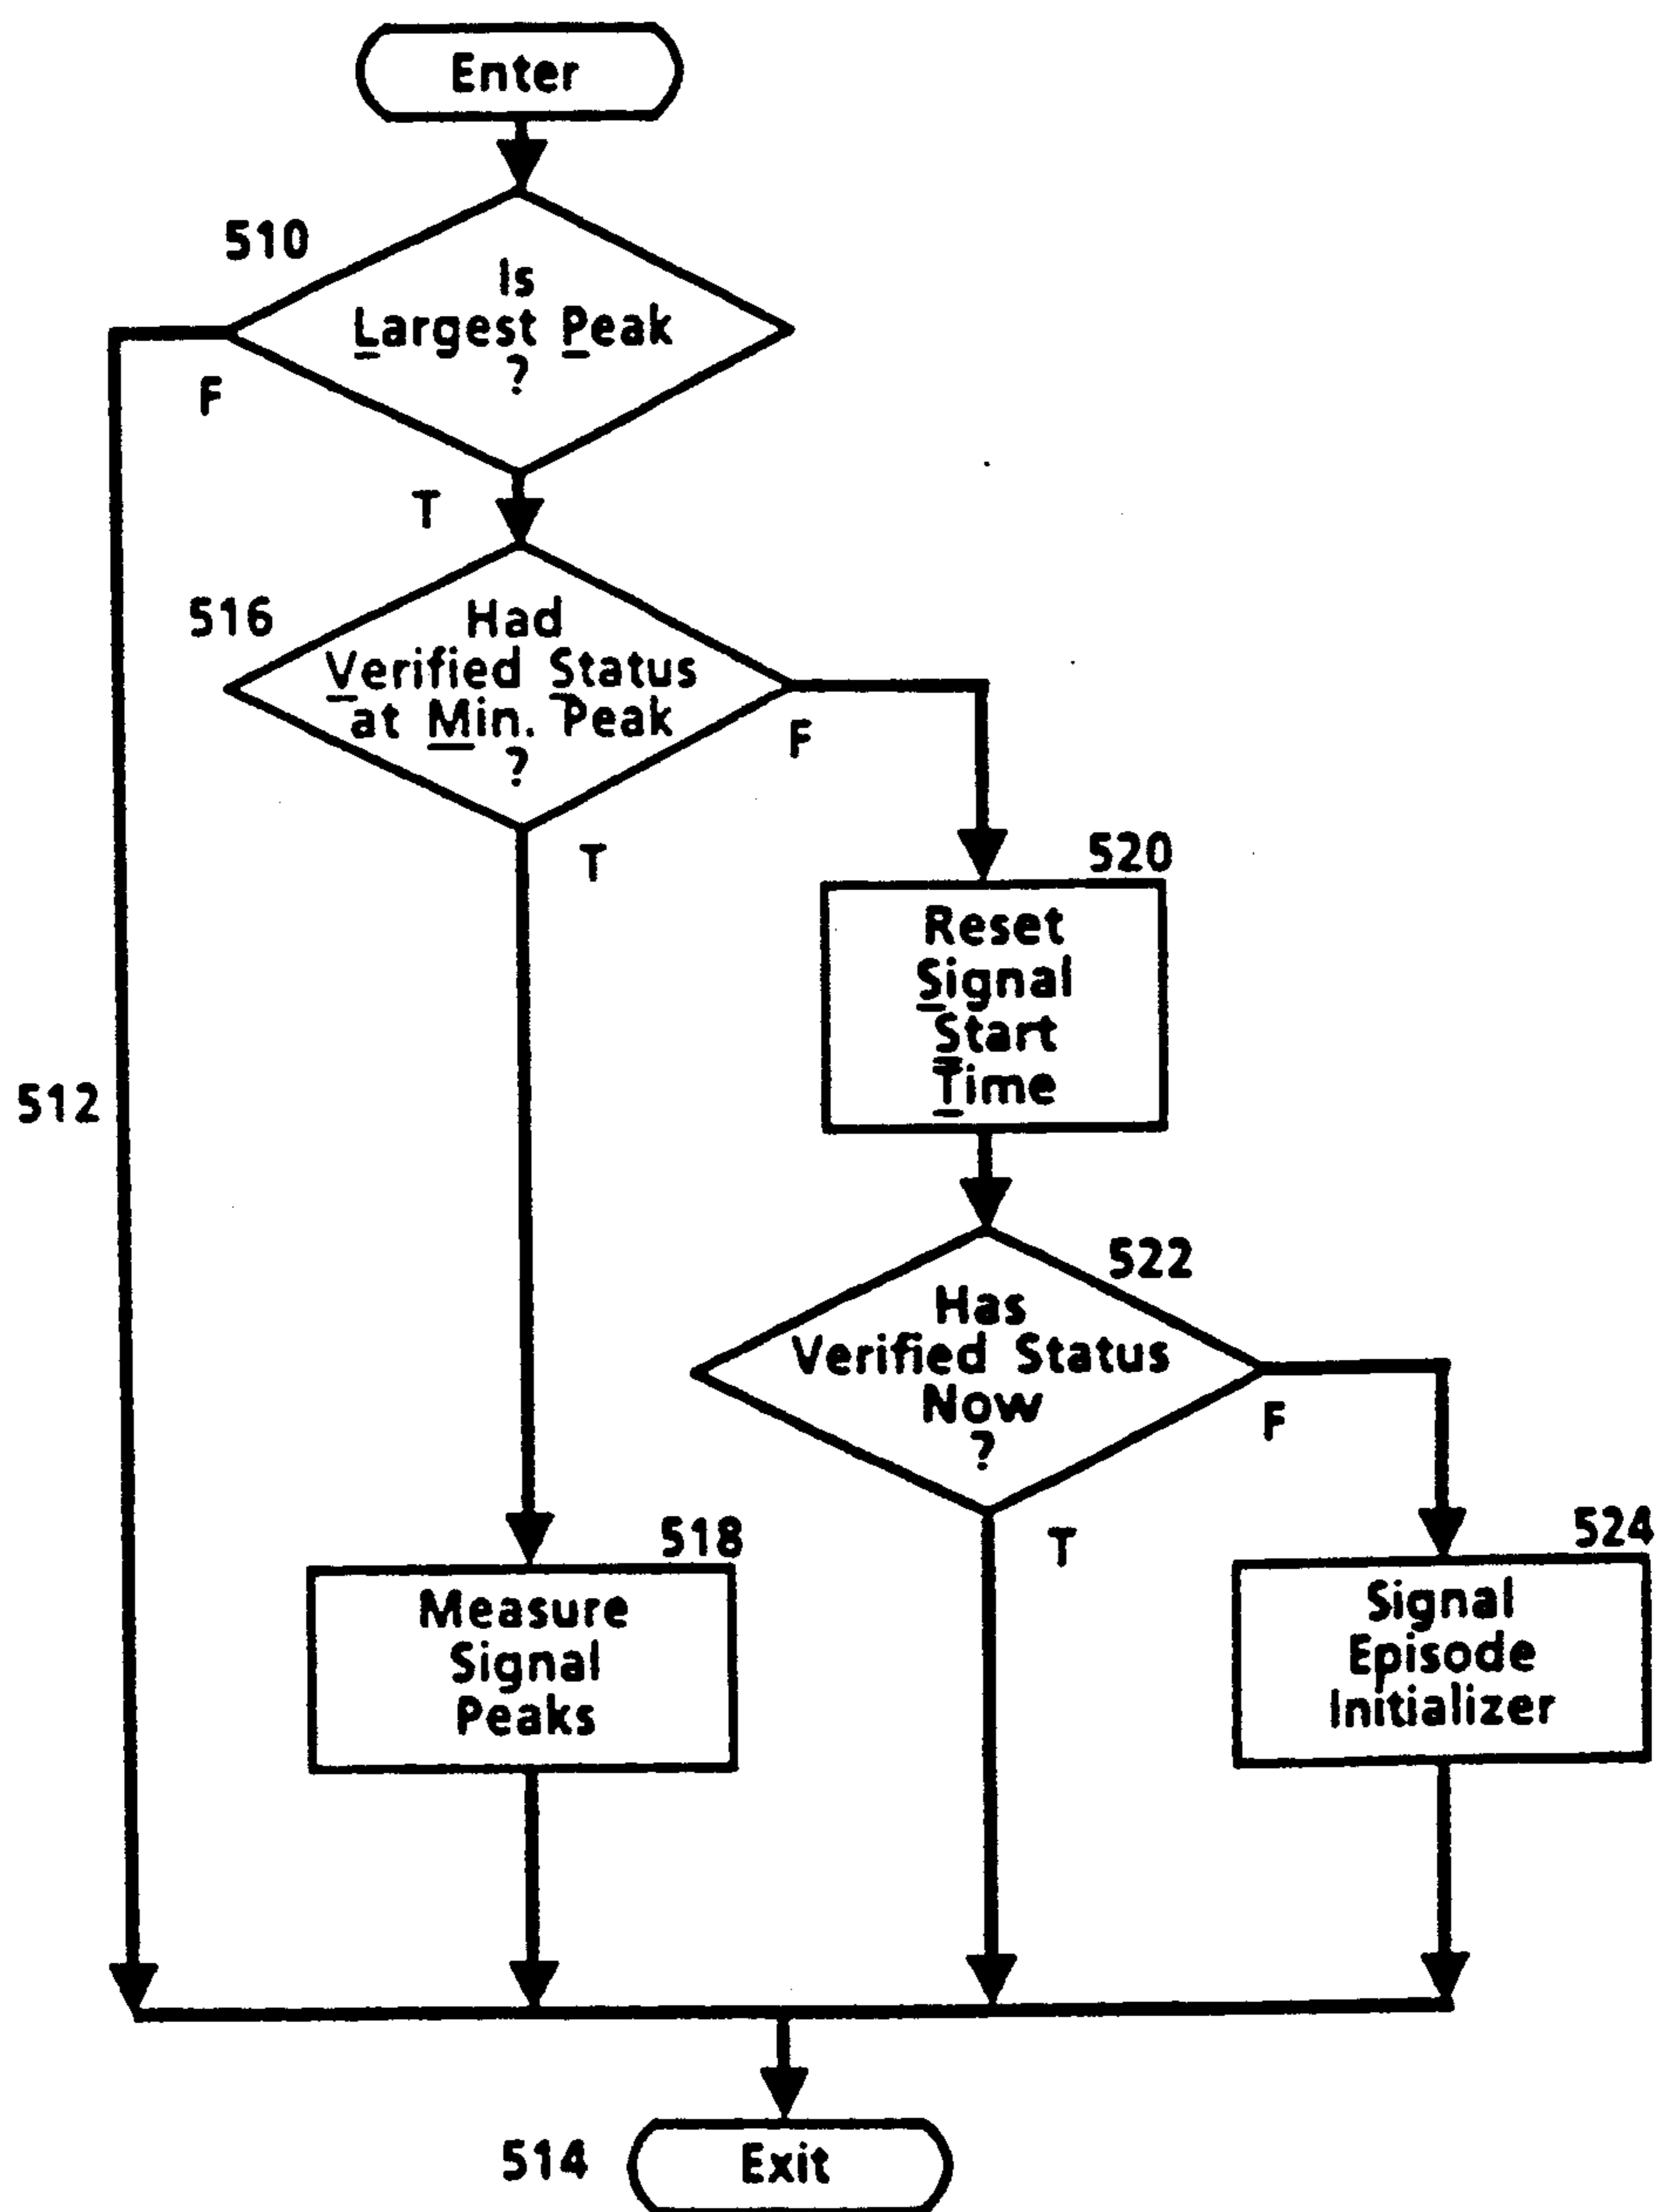 Enter
510
Is
Largest Peak
?
F
T
516
Had
Verified Status
at Min. Peak
?
F
T
520
Reset
Signal
Start
Time
512
522
Has
Verified Status
Now
?
F
T
518
Measure
Signal
Peaks
524
Signal
Episode
Initializer
514
Exit